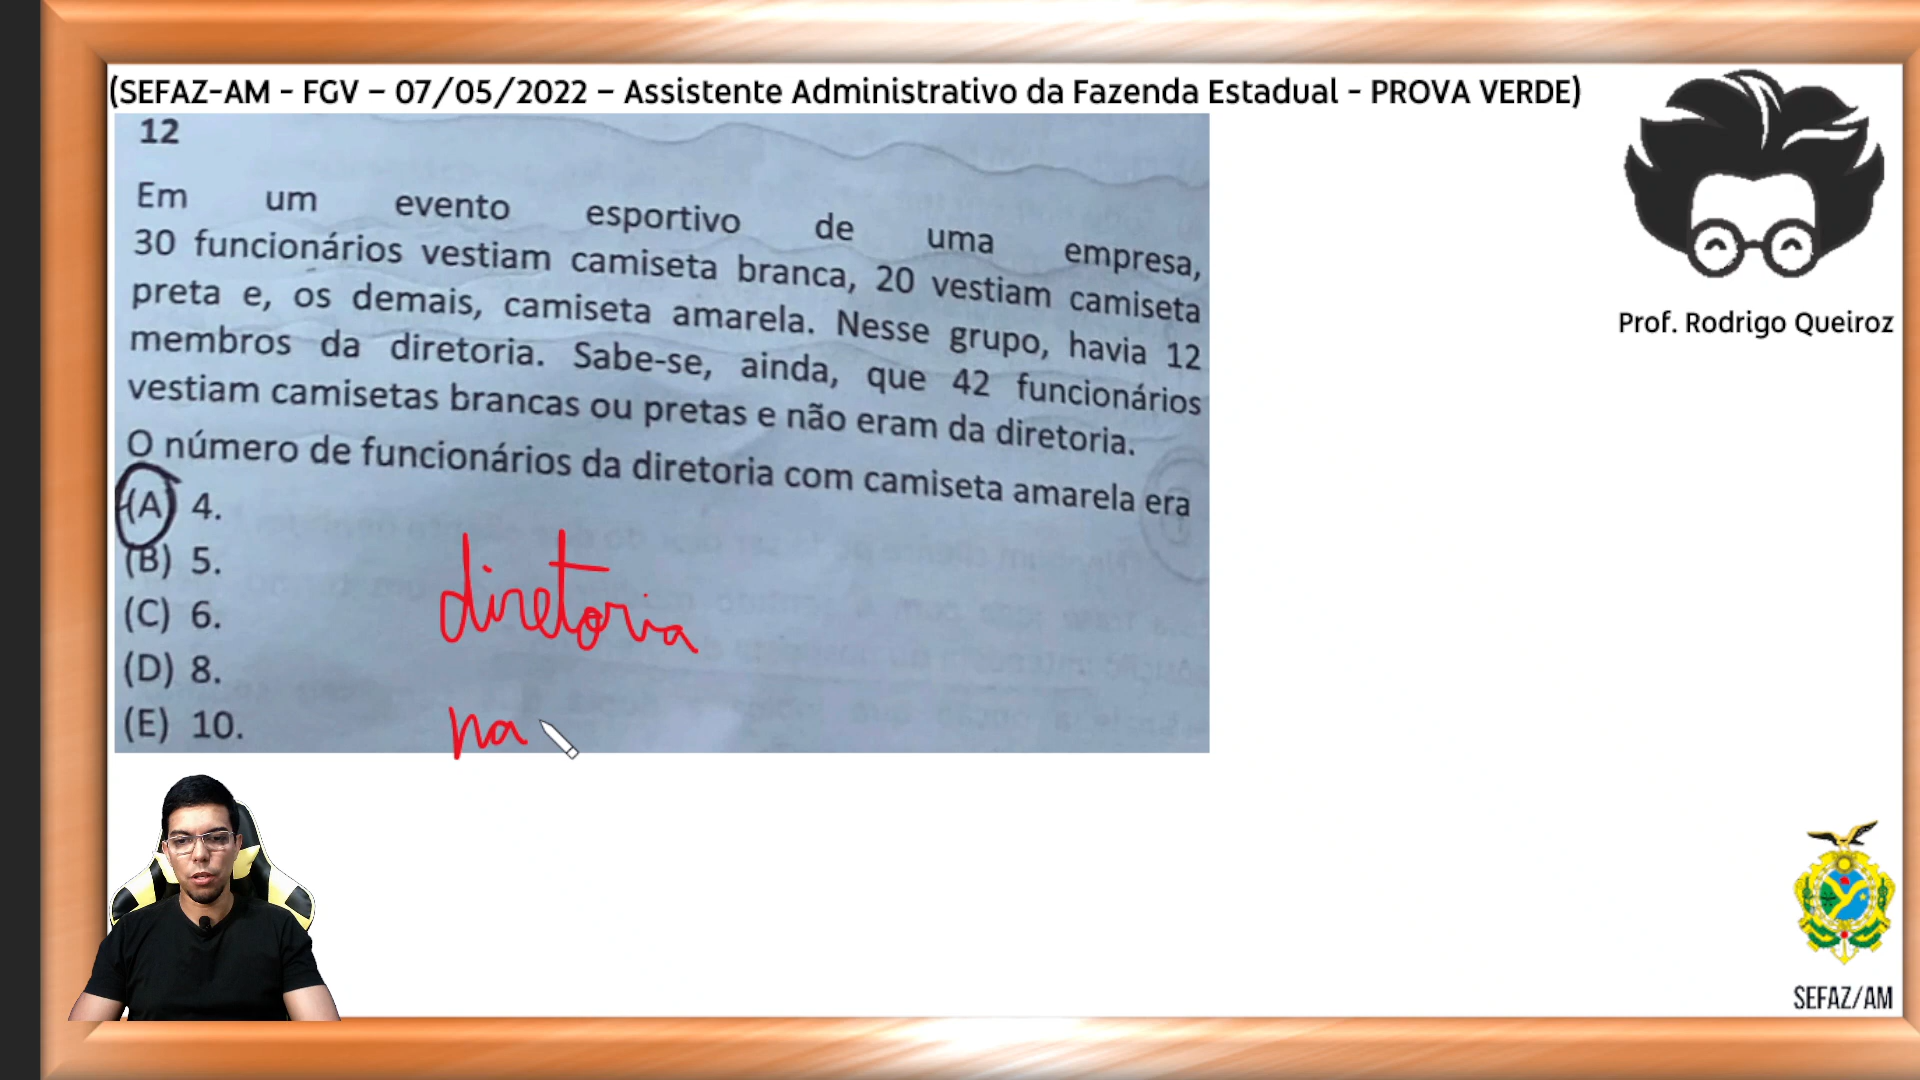 (SEFAZ-AM - FGV – 07/05/2022 – Assistente Administrativo da Fazenda Estadual - PROVA VERDE)
12
Em um evento esportivo de uma empresa,
30 funcionários vestiam camiseta branca, 20 vestiam camiseta
preta e, os demais, camiseta amarela. Nesse grupo, havia 12
membros da diretoria. Sabe-se, ainda, que 42 funcionários
vestiam camisetas brancas ou pretas e não eram da diretoria.
O número de funcionários da diretoria com camiseta amarela era
(A) 4.
(B) 5.
(C) 6.
(D) 8.
(E) 10.
diretoria
na
Prof. Rodrigo Queiroz
SEFAZ/AM